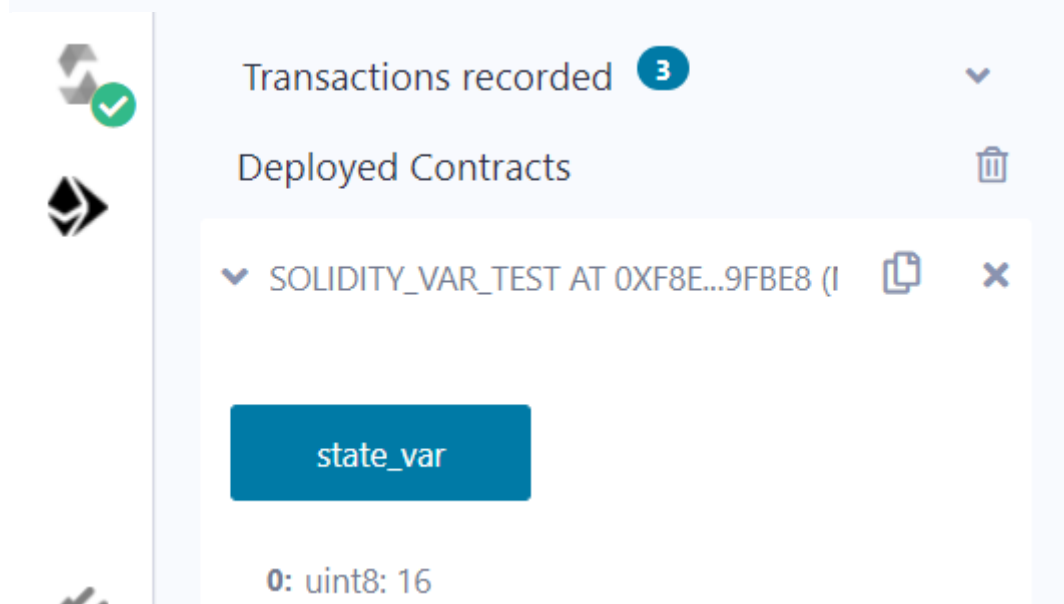 Transactions recorded 3
Deployed Contracts
SOLIDITY_VAR_TEST AT 0XF8E...9FBE8 (
state_var
0: uint8: 16